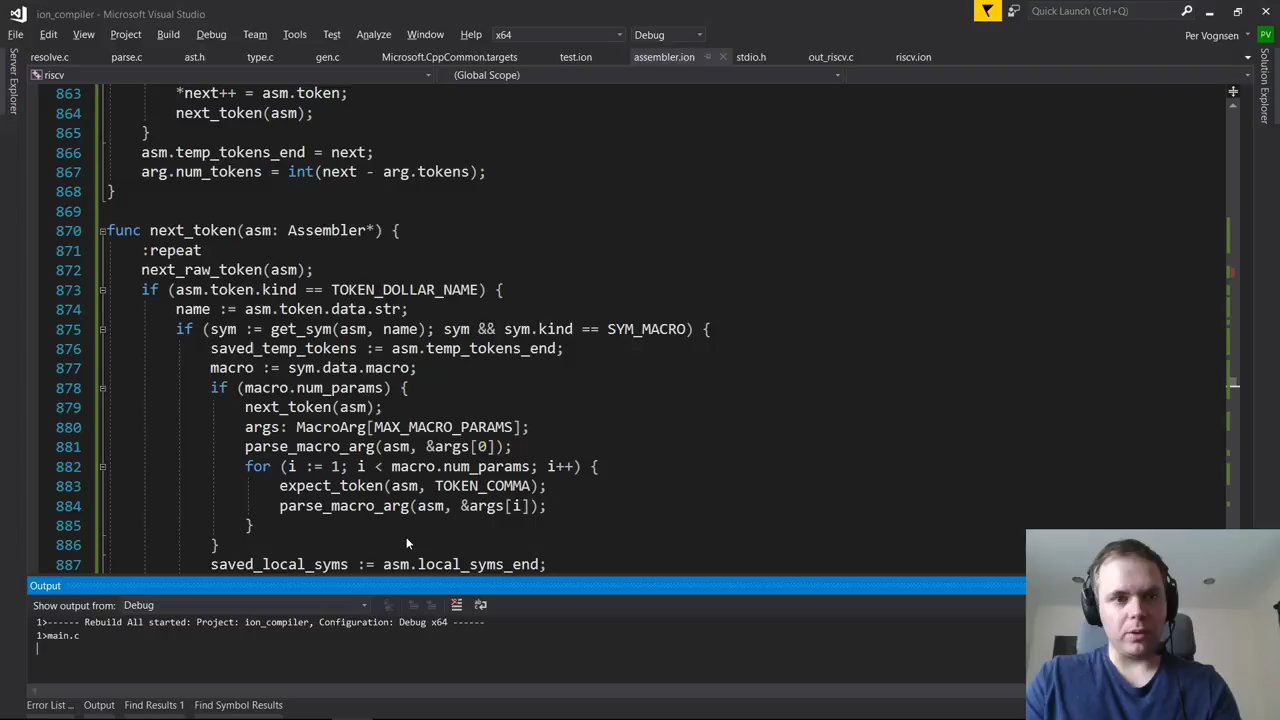 ion_compiler - Microsoft Visual Studio
Quick Launch (Ctrl+Q)
File Edit View Project Build Debug Team Tools Test Analyze Window Help x64 Debug Per Vognsen PV
resolve.c parse.c ast.h type.c gen.c Microsoft.CppCommon.targets test.ion assembler.ion stdio.h out_riscv.c riscv.ion
riscv (Global Scope)
Server Explorer
Solution Explorer
863 *next++ = asm.token;
864 next_token(asm);
865 }
866 asm.temp_tokens_end = next;
867 arg.num_tokens = int(next - arg.tokens);
868 }
869
870 func next_token(asm: Assembler*) {
871 :repeat
872 next_raw_token(asm);
873 if (asm.token.kind == TOKEN_DOLLAR_NAME) {
874 name := asm.token.data.str;
875 if (sym := get_sym(asm, name); sym && sym.kind == SYM_MACRO) {
876 saved_temp_tokens := asm.temp_tokens_end;
877 macro := sym.data.macro;
878 if (macro.num_params) {
879 next_token(asm);
880 args: MacroArg[MAX_MACRO_PARAMS];
881 parse_macro_arg(asm, &args[0]);
882 for (i := 1; i < macro.num_params; i++) {
883 expect_token(asm, TOKEN_COMMA);
884 parse_macro_arg(asm, &args[i]);
885 }
886 }
887 saved_local_syms := asm.local_syms_end;
Output
Show output from: Debug
1>------ Rebuild All started: Project: ion_compiler, Configuration: Debug x64 ------
1>main.c
Error List ... Output Find Results 1 Find Symbol Results